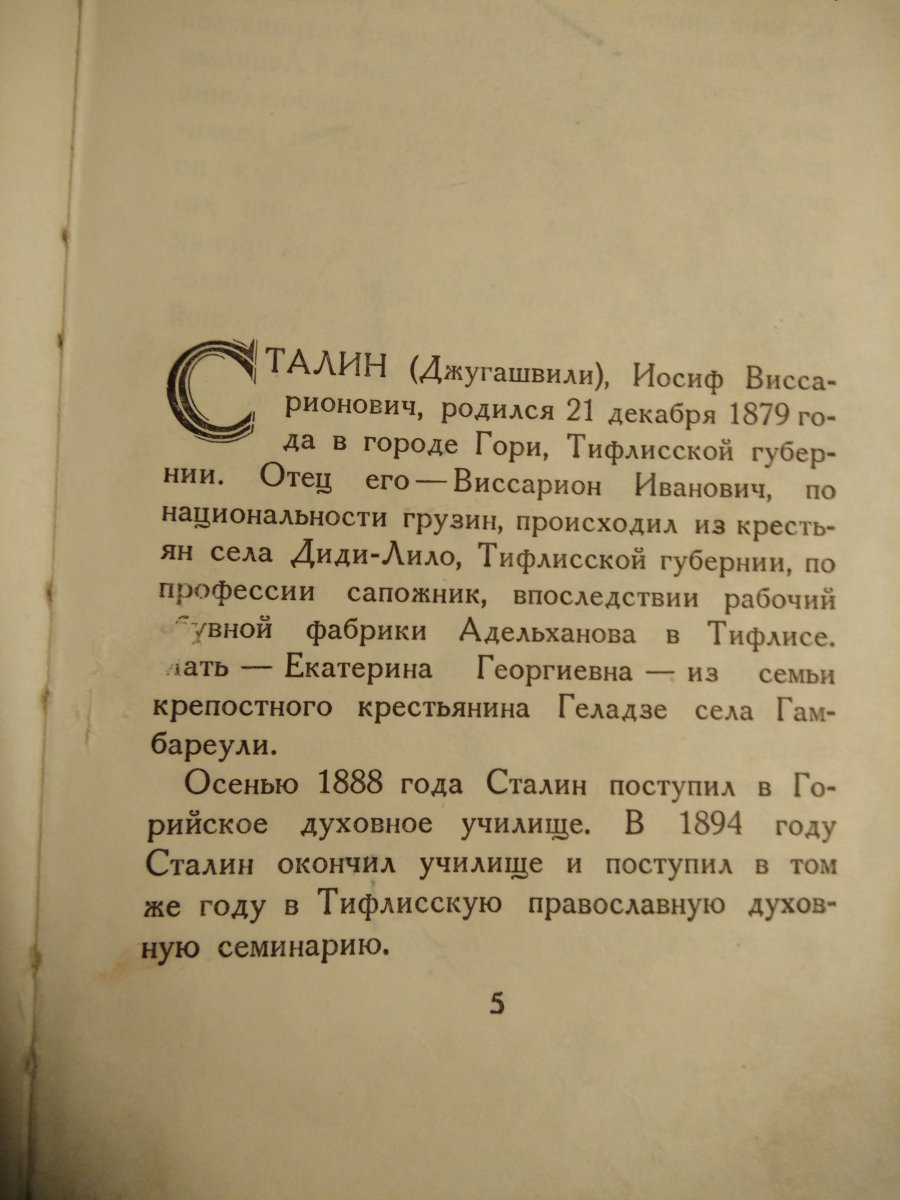 СТАЛИН (Джугашвили), Иосиф Висса-
рионович, родился 21 декабря 1879 го-
да в городе Гори, Тифлисской губер-
нии. Отец его — Виссарион Иванович, по
национальности грузин, происходил из кресть-
ян села Диди-Лило, Тифлисской губернии, по
профессии сапожник, впоследствии рабочий
обувной фабрики Адельханова в Тифлисе.
Мать — Екатерина Георгиевна — из семьи
крепостного крестьянина Геладзе села Гам-
бареули.
Осенью 1888 года Сталин поступил в Го-
рийское духовное училище. В 1894 году
Сталин окончил училище и поступил в том
же году в Тифлисскую православную духов-
ную семинарию.
5